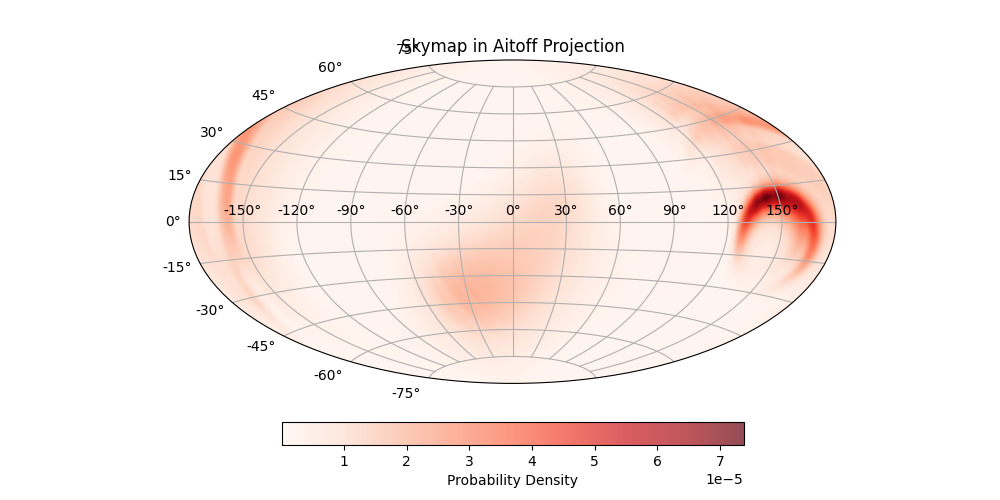 Skymap in Aitoff Projection
75°
60°
45°
30°
15°
0°
-15°
-30°
-45°
-60°
-75°
-150° -120° -90° -60° -30° 0° 30° 60° 90° 120° 150°
1 2 3 4 5 6 7
1e−5
Probability Density